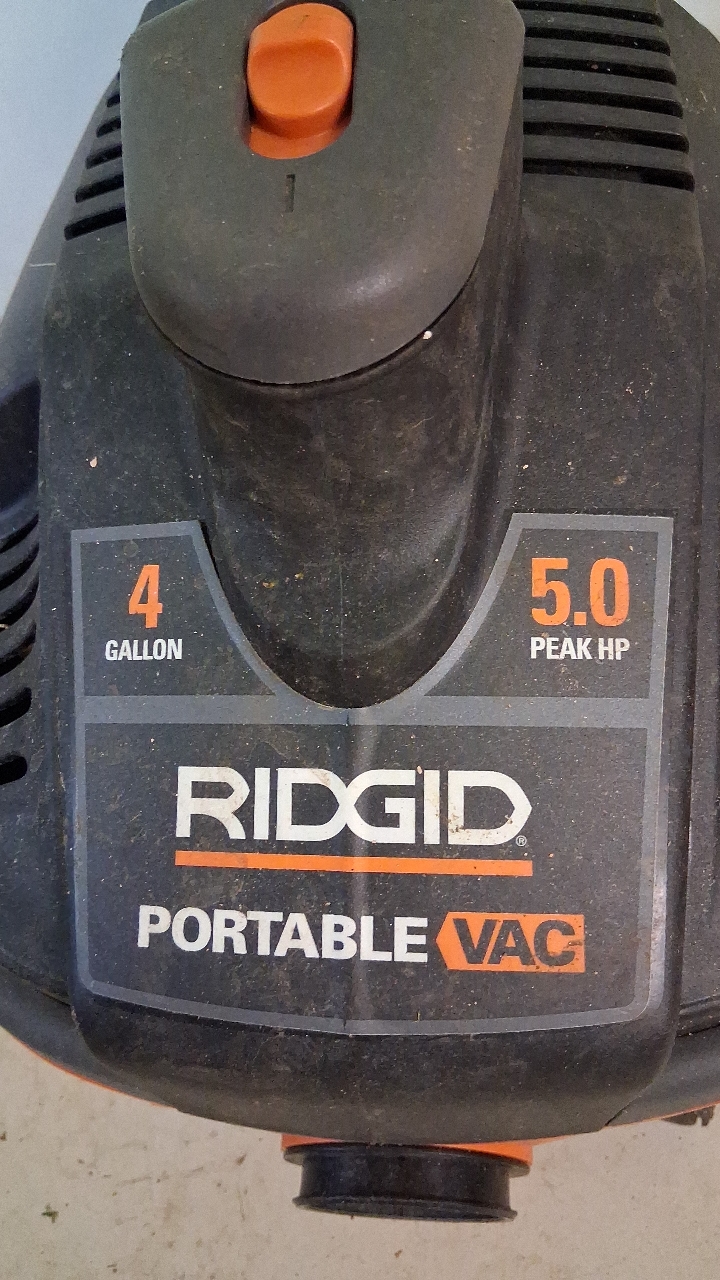 I
4
GALLON
5.0
PEAK HP
RIDGID®
PORTABLE VAC